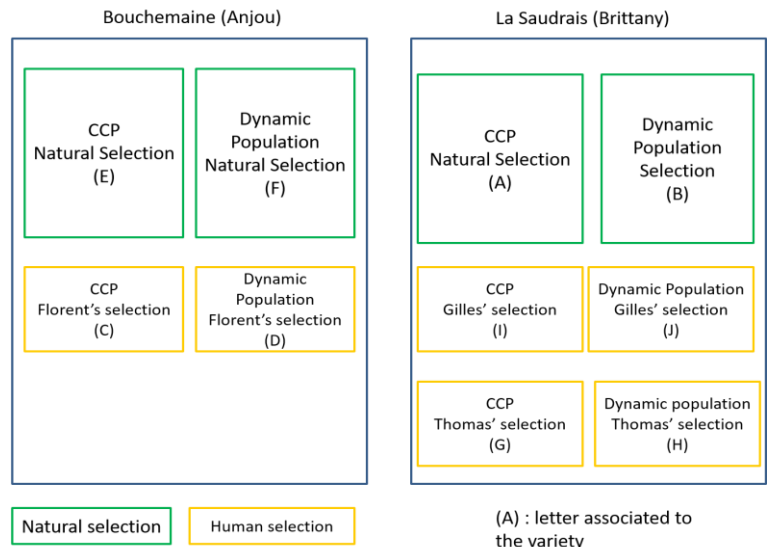 Bouchemaine (Anjou)
CCP
Natural Selection
(E)
Dynamic
Population
Natural Selection
(F)
CCP
Florent's selection
(C)
Dynamic
Population
Florent's selection
(D)
La Saudrais (Brittany)
CCP
Natural Selection
(A)
Dynamic
Population
Selection
(B)
CCP
Gilles' selection
(I)
Dynamic Population
Gilles' selection
(J)
CCP
Thomas' selection
(G)
Dynamic population
Thomas' selection
(H)
Natural selection
Human selection
(A) : letter associated to
the variety